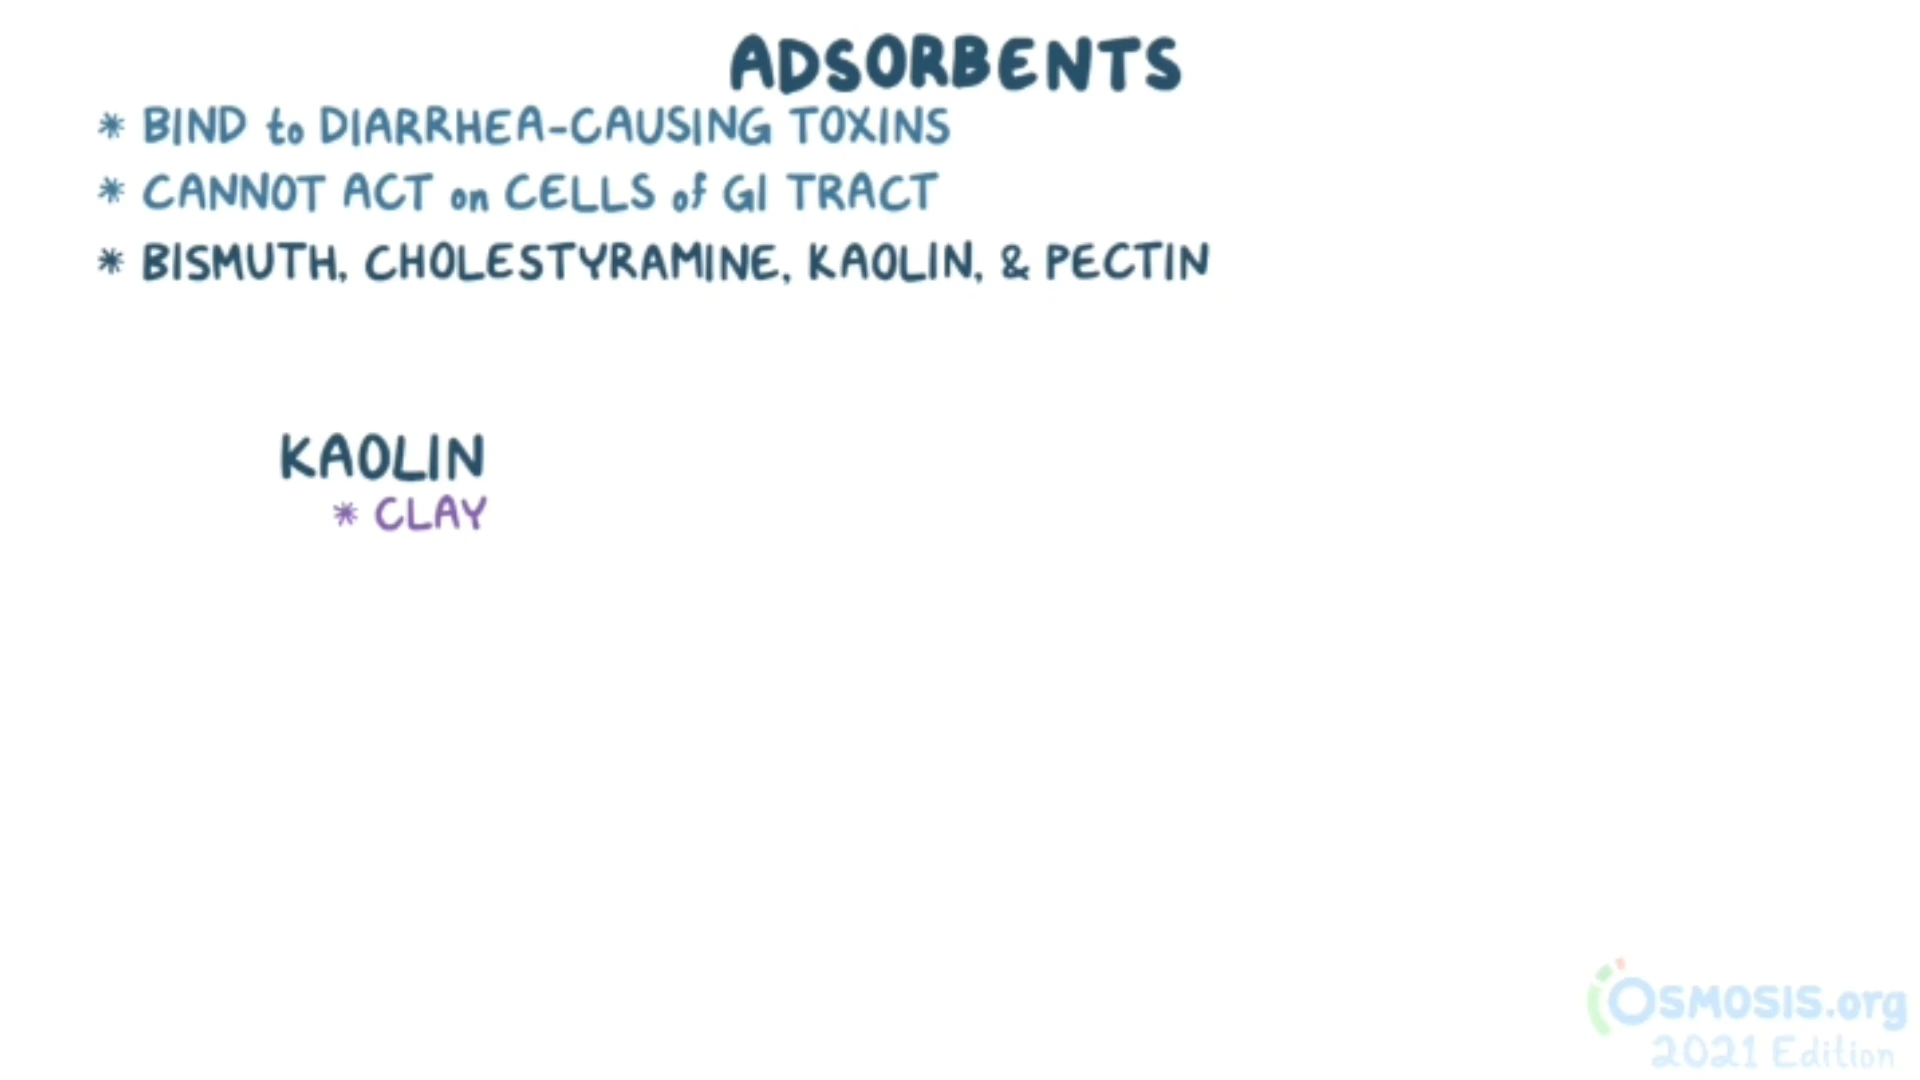 ADSORBENTS
* BIND to DIARRHEA-CAUSING TOXINS
* CANNOT ACT on CELLS of GI TRACT
* BISMUTH, CHOLESTYRAMINE, KAOLIN, & PECTIN
KAOLIN
* CLAY
OSMOSIS.org
2021 Edition